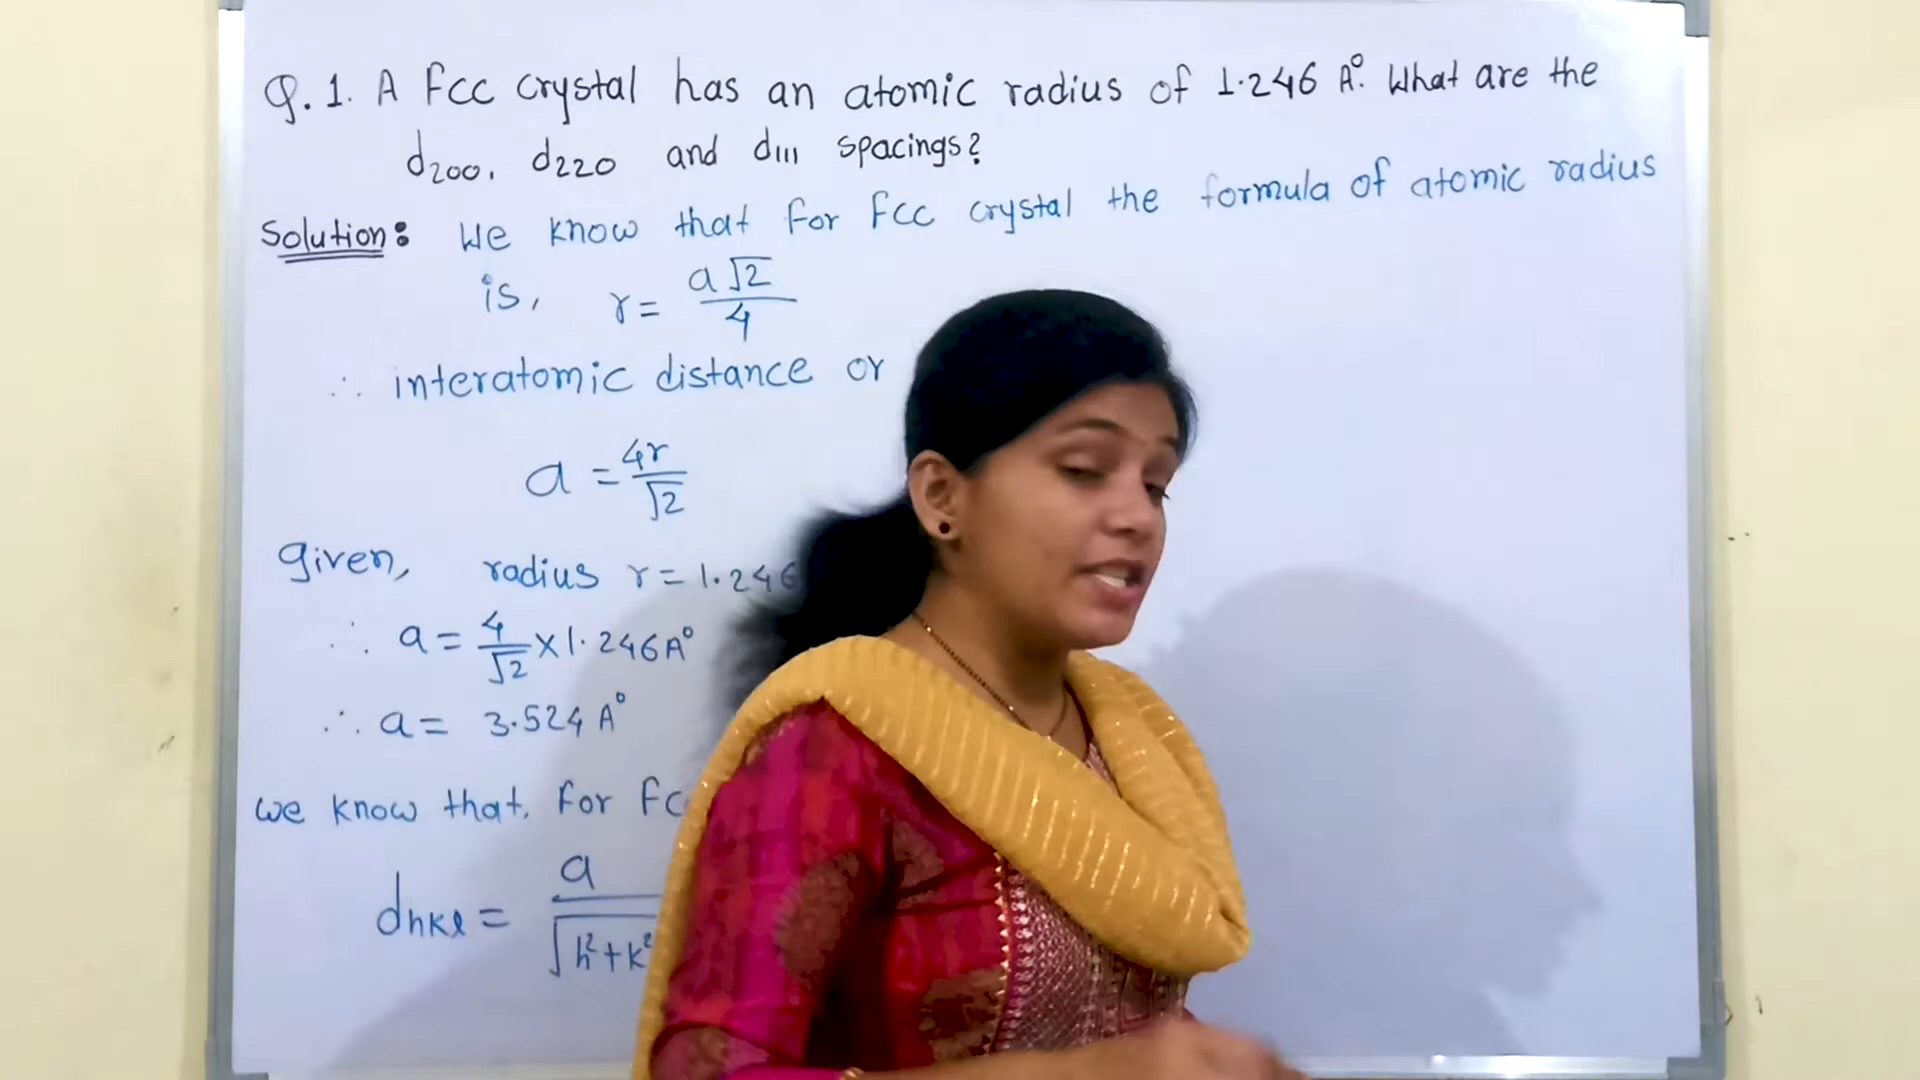 Q.1. A Fcc crystal has an atomic radius of 1.246 A°. What are the
d₂₀₀, d₂₂₀ and d₁₁₁ spacings?
Solution: We know that for Fcc crystal the formula of atomic radius
is, r = a√2/4
∴ interatomic distance or
a = 4r/√2
given, radius r = 1.246
∴ a = 4/√2 × 1.246 A°
∴ a = 3.524 A°
we know that, for Fc
dhkl = a/√h²+k²